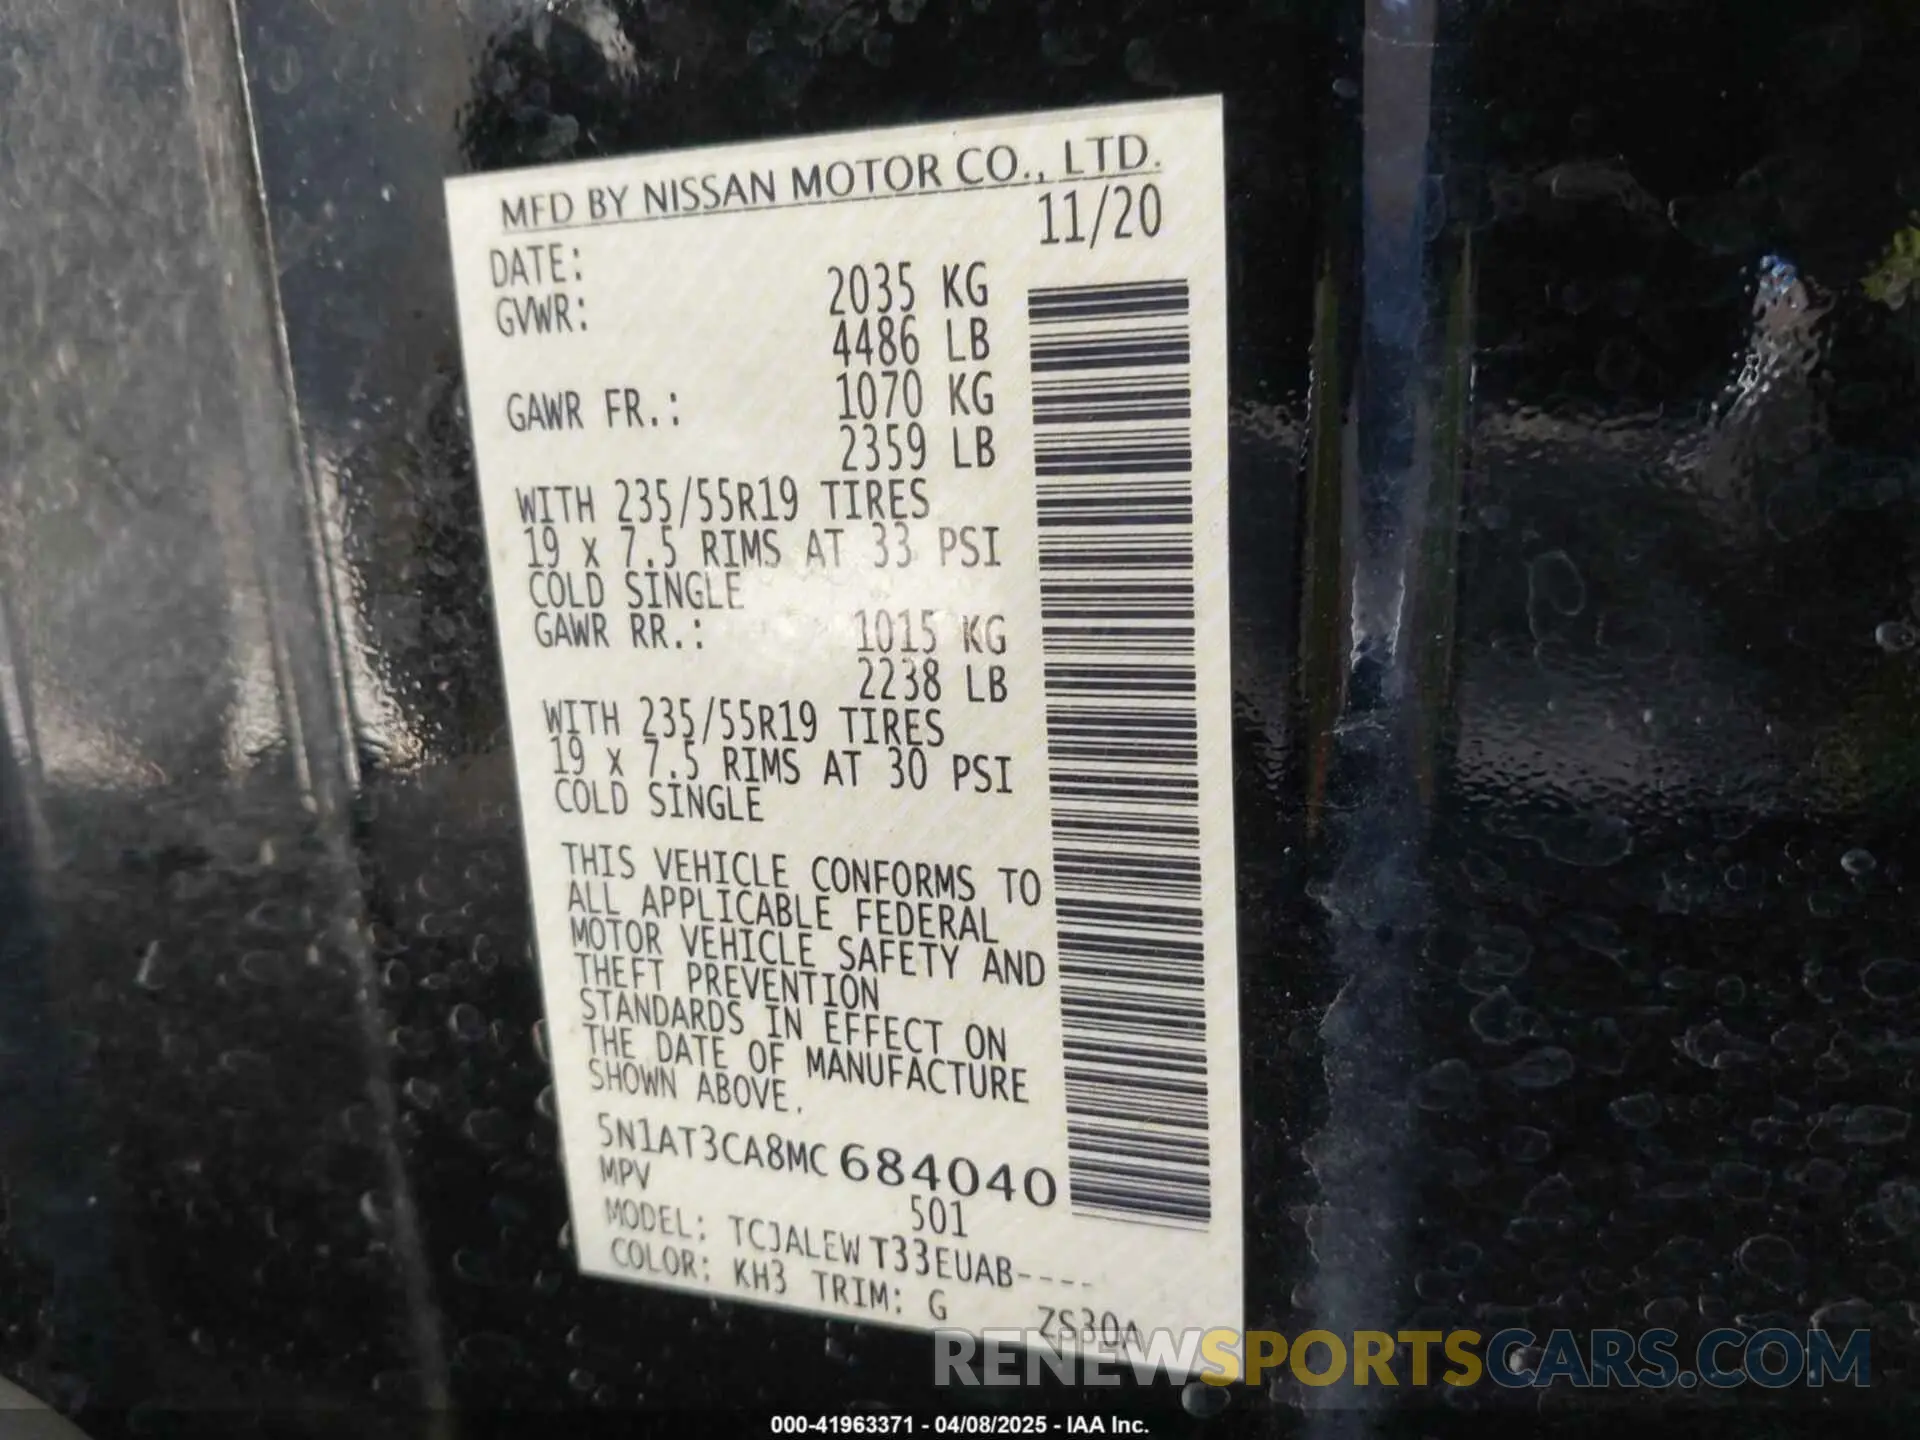 MFD BY NISSAN MOTOR CO., LTD.
DATE: 11/20
GVWR: 2035 KG
4486 LB
GAWR FR.: 1070 KG
2359 LB
WITH 235/55R19 TIRES
19 x 7.5 RIMS AT 33 PSI
COLD SINGLE
GAWR RR.: 1015 KG
2238 LB
WITH 235/55R19 TIRES
19 x 7.5 RIMS AT 30 PSI
COLD SINGLE
THIS VEHICLE CONFORMS TO
ALL APPLICABLE FEDERAL
MOTOR VEHICLE SAFETY AND
THEFT PREVENTION
STANDARDS IN EFFECT ON
THE DATE OF MANUFACTURE
SHOWN ABOVE.
5N1AT3CA8MC 684040
MPV 501
MODEL: TCJALEW T33EUAB----
COLOR: KH3 TRIM: G ZS30A
RENEWSPORTSCARS.COM
000-41963371 - 04/08/2025 - IAA Inc.